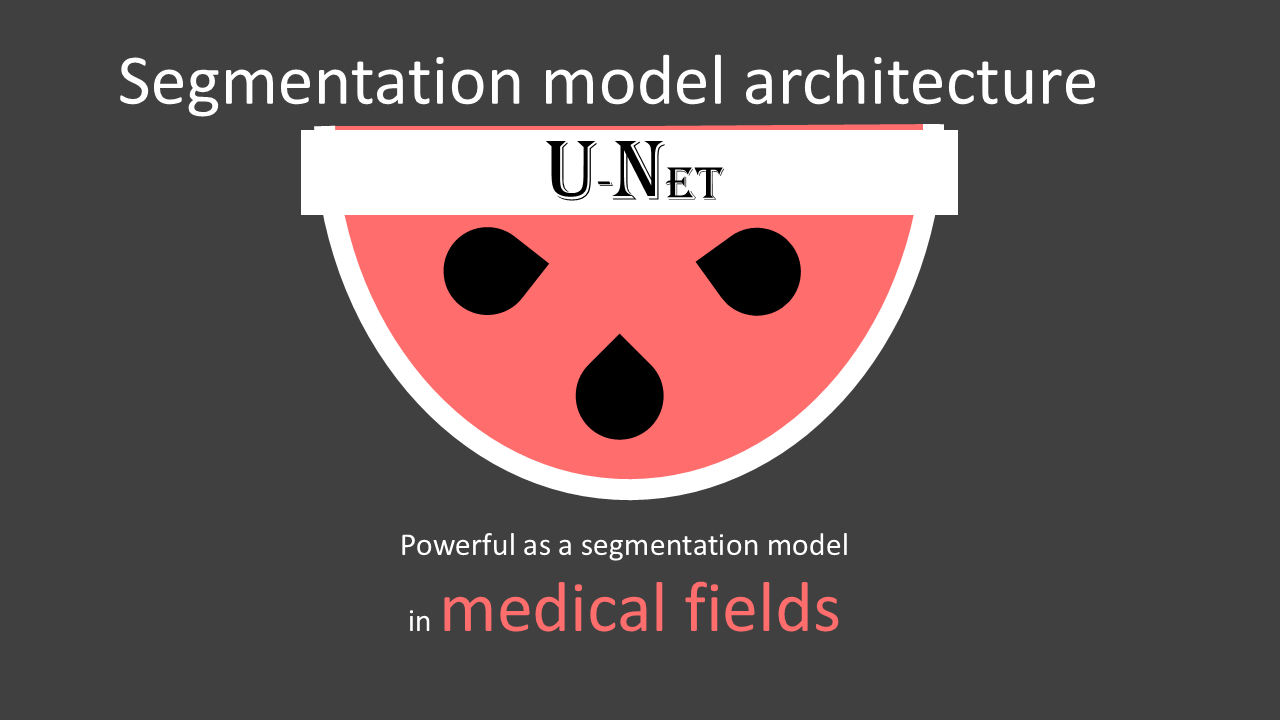 Segmentation model architecture
U-Net
Powerful as a segmentation model
in medical fields